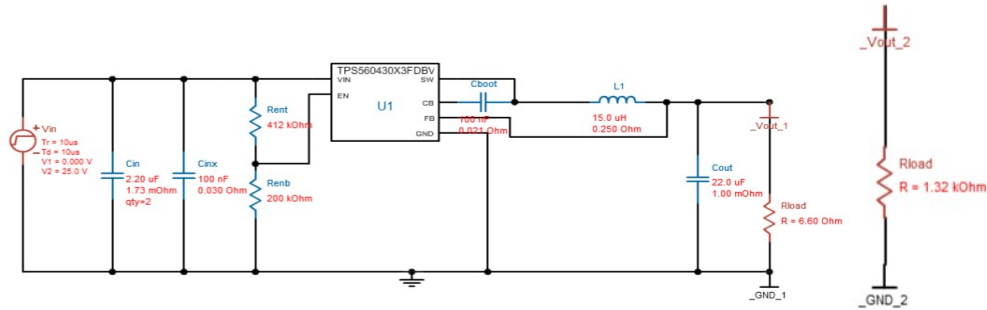 TPS560430X3FDBV
VIN
SW
EN
CB
FB
GND
U1
Cboot
100 nF
0.021 Ohm
L1
15.0 uH
0.250 Ohm
Rent
412 kOhm
Renb
200 kOhm
Vin
Tr = 10us
Td = 10us
V1 = 0.000 V
V2 = 25.0 V
Cin
2.20 uF
1.73 mOhm
qty=2
Cinx
100 nF
0.030 Ohm
Cout
22.0 uF
1.00 mOhm
_Vout_1
Rload
R = 6.60 Ohm
_GND_1
_Vout_2
Rload
R = 1.32 kOhm
_GND_2